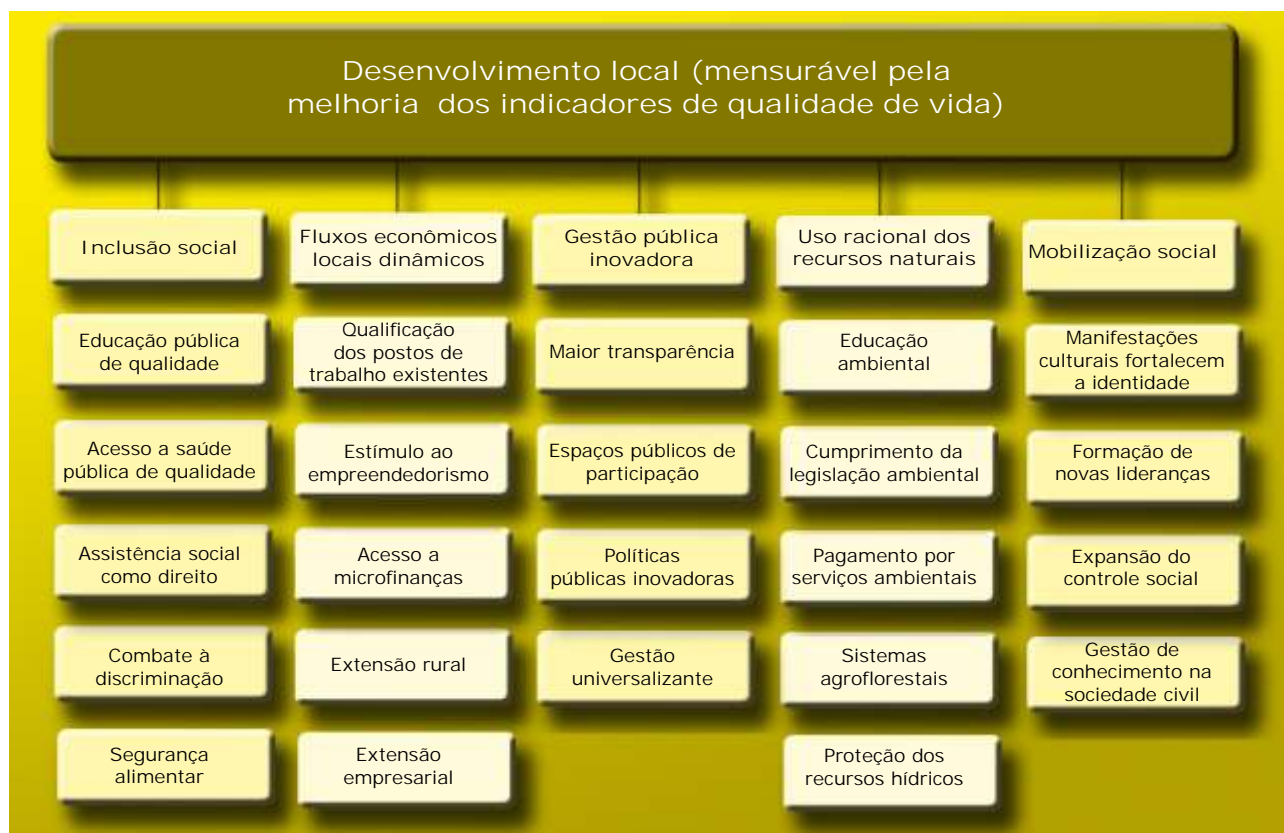 Desenvolvimento local (mensurável pela
melhoria dos indicadores de qualidade de vida)
Inclusão social
Educação pública
de qualidade
Acesso a saúde
pública de qualidade
Assistência social
como direito
Combate à
discriminação
Segurança
alimentar
Fluxos econômicos
locais dinâmicos
Qualificação
dos postos de
trabalho existentes
Estímulo ao
empreendedorismo
Acesso a
microfinanças
Extensão rural
Extensão
empresarial
Gestão pública
inovadora
Maior transparência
Espaços públicos de
participação
Políticas
públicas inovadoras
Gestão
universalizante
Uso racional dos
recursos naturais
Educação
ambiental
Cumprimento da
legislação ambiental
Pagamento por
serviços ambientais
Sistemas
agroflorestais
Proteção dos
recursos hídricos
Mobilização social
Manifestações
culturais fortalecem
a identidade
Formação de
novas lideranças
Expansão do
controle social
Gestão de
conhecimento na
sociedade civil